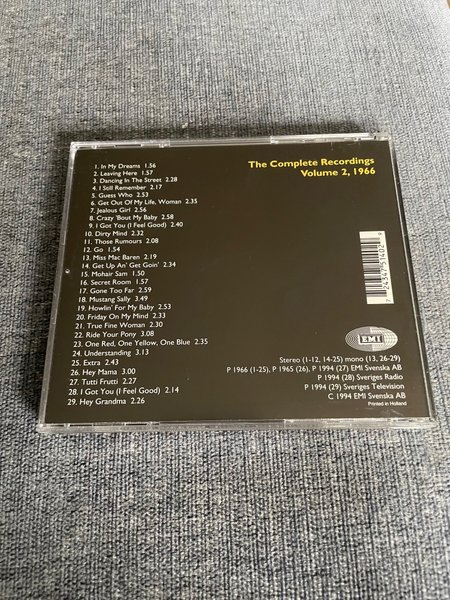 The Complete Recordings
Volume 2, 1966
1. In My Dreams 1.56
2. Leaving Here 1.57
3. Dancing In The Street 2.28
4. I Still Remember 2.17
5. Guess Who 2.53
6. Get Out Of My Life, Woman 2.35
7. Jealous Girl 2.56
8. Crazy 'Bout My Baby 2.58
9. I Got You (I Feel Good) 2.40
10. Dirty Mind 2.32
11. Those Rumours 2.08
12. Go 1.54
13. Miss Mac Baren 2.19
14. Get Up An' Get Goin' 2.34
15. Mohair Sam 1.50
16. Secret Room 1.57
17. Gone Too Far 2.59
18. Mustang Sally 3.49
19. Howlin' For My Baby 2.53
20. Friday On My Mind 2.53
21. True Fine Woman 2.30
22. Ride Your Pony 3.08
23. One Red, One Yellow, One Blue 2.35
24. Understanding 3.13
25. Extra 2.43
26. Hey Mama 3.00
27. Tutti Frutti 2.27
28. I Got You (I Feel Good) 2.14
29. Hey Grandma 2.26
EMI
Stereo (1-12, 14-25) mono (13, 26-29)
P 1966 (1-25), P 1965 (26), P 1994 (27) EMI Svenska AB
P 1994 (28) Sveriges Radio
P 1994 (29) Sveriges Television
C 1994 EMI Svenska AB
Printed in Holland